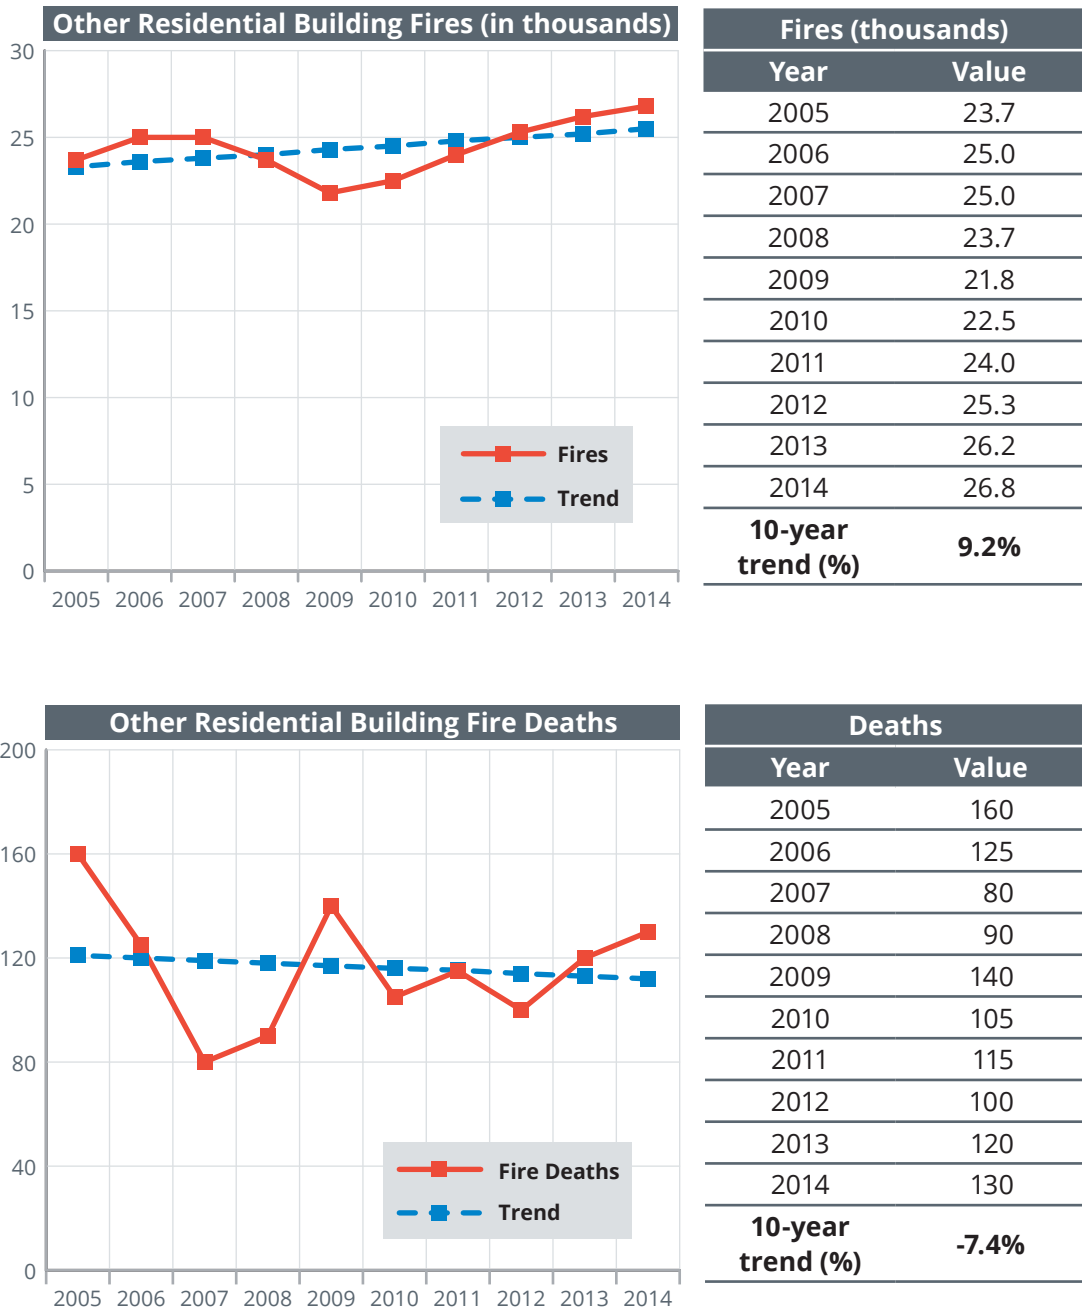 Other Residential Building Fires (in thousands)
30
25
20
15
10
5
0
2005 2006 2007 2008 2009 2010 2011 2012 2013 2014
Fires
Trend
Fires (thousands)
Year Value
2005 23.7
2006 25.0
2007 25.0
2008 23.7
2009 21.8
2010 22.5
2011 24.0
2012 25.3
2013 26.2
2014 26.8
10-year
trend (%) 9.2%
Other Residential Building Fire Deaths
200
160
120
80
40
0
2005 2006 2007 2008 2009 2010 2011 2012 2013 2014
Fire Deaths
Trend
Deaths
Year Value
2005 160
2006 125
2007 80
2008 90
2009 140
2010 105
2011 115
2012 100
2013 120
2014 130
10-year
trend (%) -7.4%